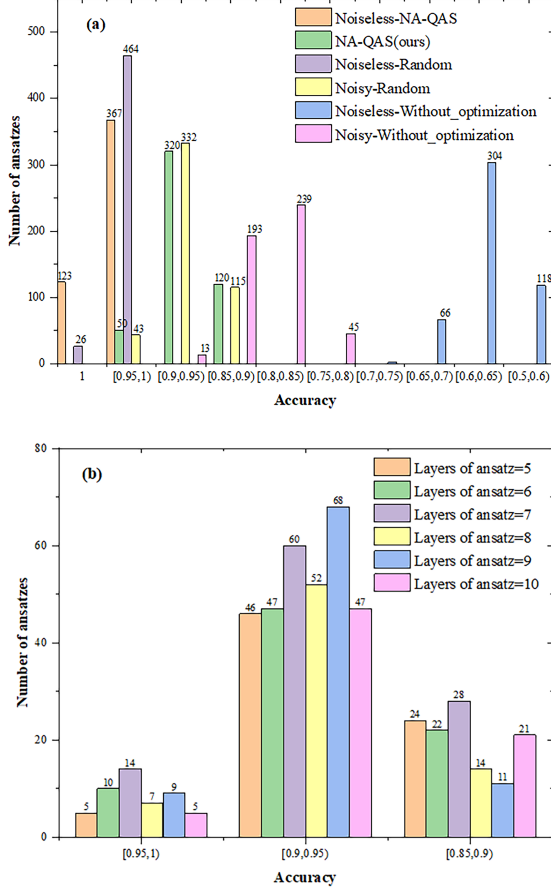 (a)
Noiseless-NA-QAS
NA-QAS(ours)
Noiseless-Random
Noisy-Random
Noiseless-Without_optimization
Noisy-Without_optimization
Number of ansatzes
500
400
300
200
100
0
464
367
320
332
304
239
193
123
120
115
118
66
50
43
45
26
13
1 [0.95,1) [0.9,0.95) [0.85,0.9) [0.8,0.85) [0.75,0.8) [0.7,0.75) [0.65,0.7) [0.6,0.65) [0.5,0.6)
Accuracy
(b)
Layers of ansatz=5
Layers of ansatz=6
Layers of ansatz=7
Layers of ansatz=8
Layers of ansatz=9
Layers of ansatz=10
Number of ansatzes
80
60
40
20
0
5 10 14 7 9 5
46 47 60 52 68 47
24 22 28 14 11 21
[0.95,1) [0.9,0.95) [0.85,0.9)
Accuracy